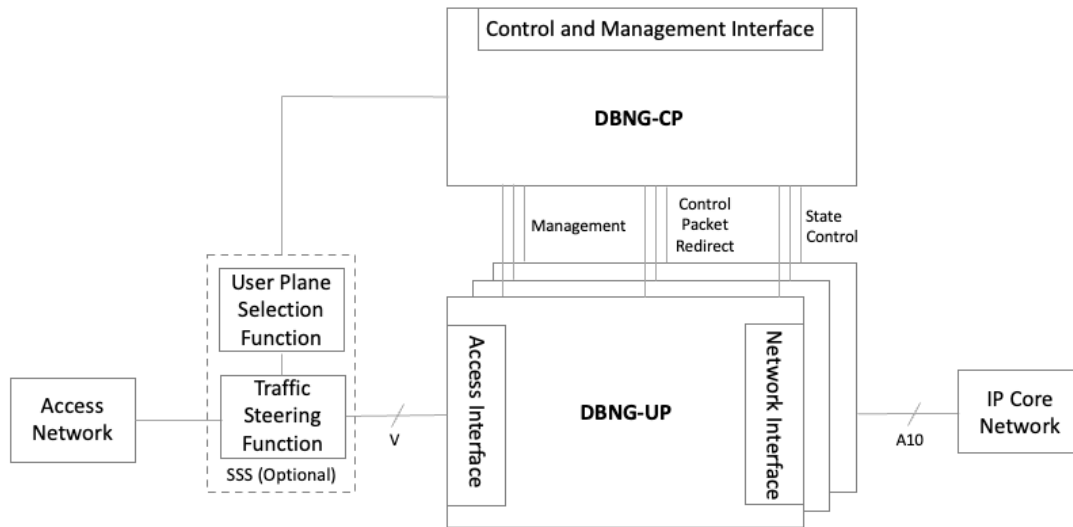 Control and Management Interface
DBNG-CP
Management
Control
Packet
Redirect
State
Control
User Plane
Selection
Function
Traffic
Steering
Function
SSS (Optional)
Access
Network
V
Access Interface
DBNG-UP
Network Interface
A10
IP Core
Network